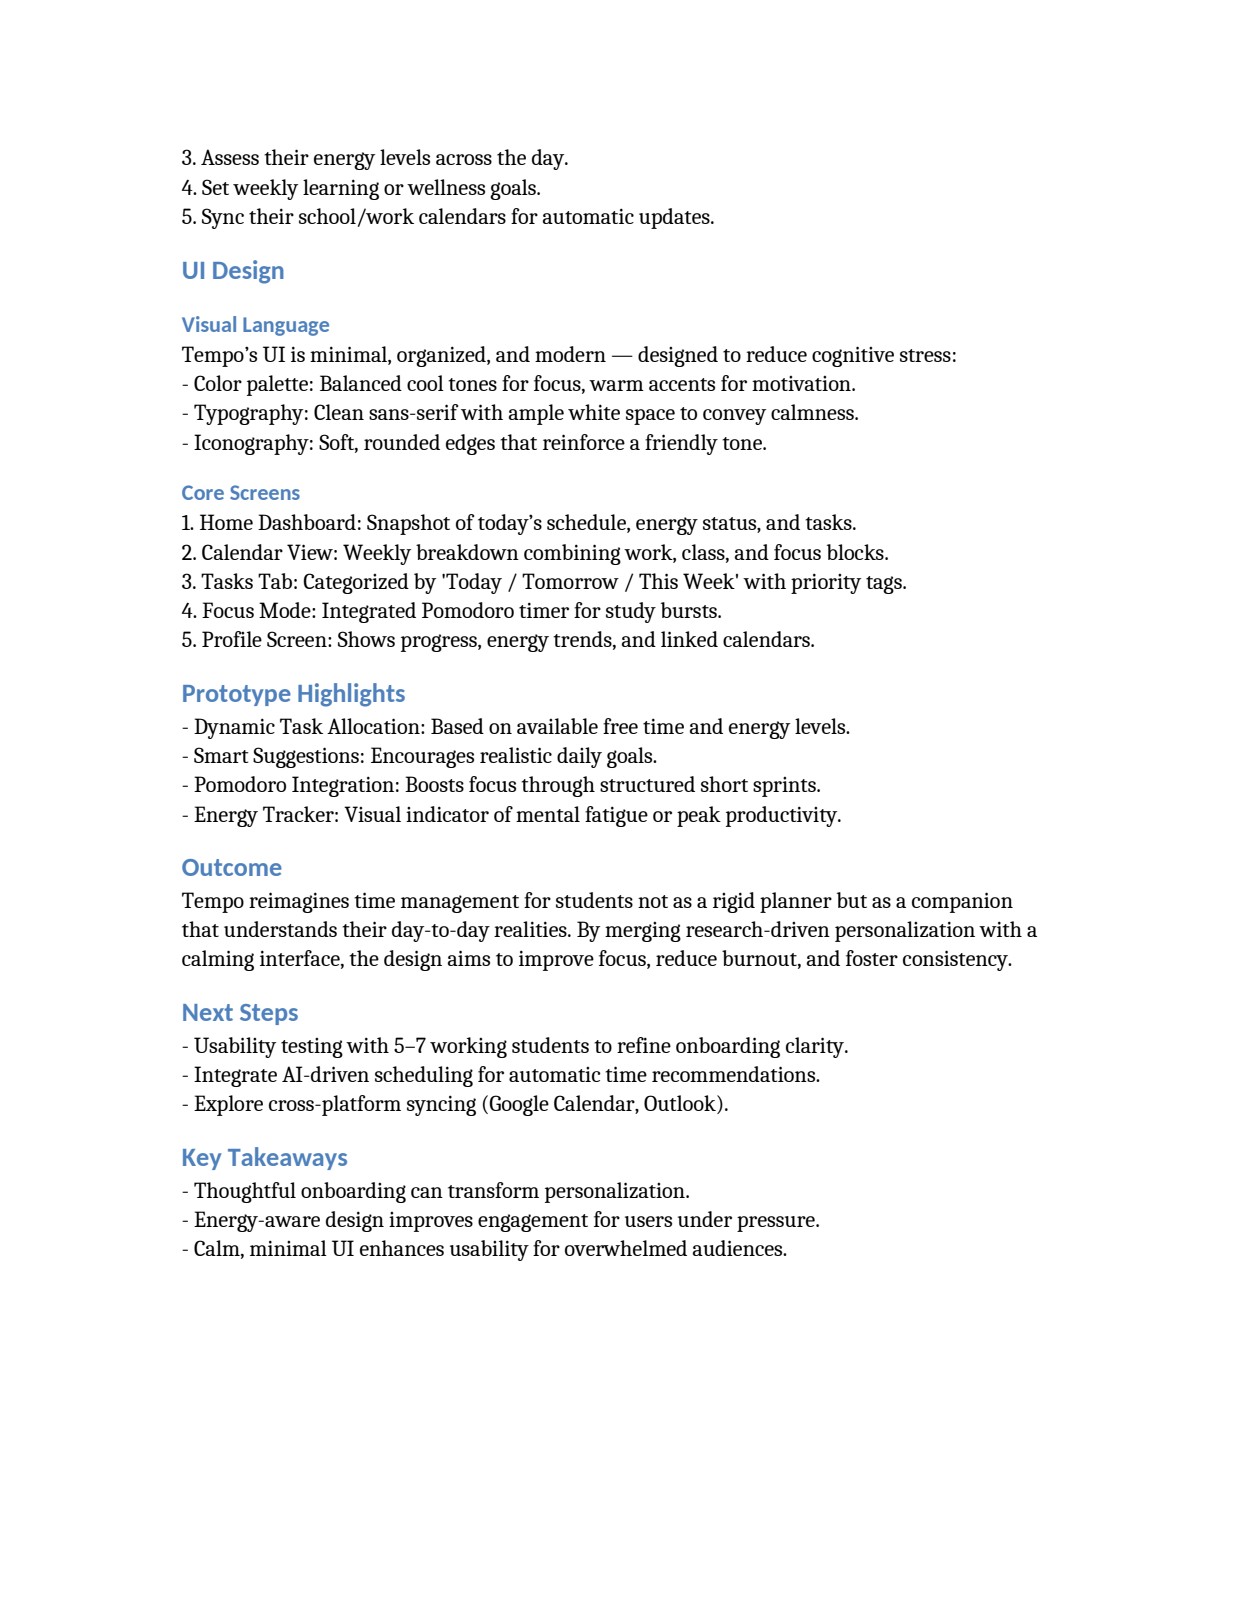 3. Assess their energy levels across the day.
4. Set weekly learning or wellness goals.
5. Sync their school/work calendars for automatic updates.
UI Design
Visual Language
Tempo’s UI is minimal, organized, and modern — designed to reduce cognitive stress:
- Color palette: Balanced cool tones for focus, warm accents for motivation.
- Typography: Clean sans-serif with ample white space to convey calmness.
- Iconography: Soft, rounded edges that reinforce a friendly tone.
Core Screens
1. Home Dashboard: Snapshot of today’s schedule, energy status, and tasks.
2. Calendar View: Weekly breakdown combining work, class, and focus blocks.
3. Tasks Tab: Categorized by 'Today / Tomorrow / This Week' with priority tags.
4. Focus Mode: Integrated Pomodoro timer for study bursts.
5. Profile Screen: Shows progress, energy trends, and linked calendars.
Prototype Highlights
- Dynamic Task Allocation: Based on available free time and energy levels.
- Smart Suggestions: Encourages realistic daily goals.
- Pomodoro Integration: Boosts focus through structured short sprints.
- Energy Tracker: Visual indicator of mental fatigue or peak productivity.
Outcome
Tempo reimagines time management for students not as a rigid planner but as a companion
that understands their day-to-day realities. By merging research-driven personalization with a
calming interface, the design aims to improve focus, reduce burnout, and foster consistency.
Next Steps
- Usability testing with 5–7 working students to refine onboarding clarity.
- Integrate AI-driven scheduling for automatic time recommendations.
- Explore cross-platform syncing (Google Calendar, Outlook).
Key Takeaways
- Thoughtful onboarding can transform personalization.
- Energy-aware design improves engagement for users under pressure.
- Calm, minimal UI enhances usability for overwhelmed audiences.